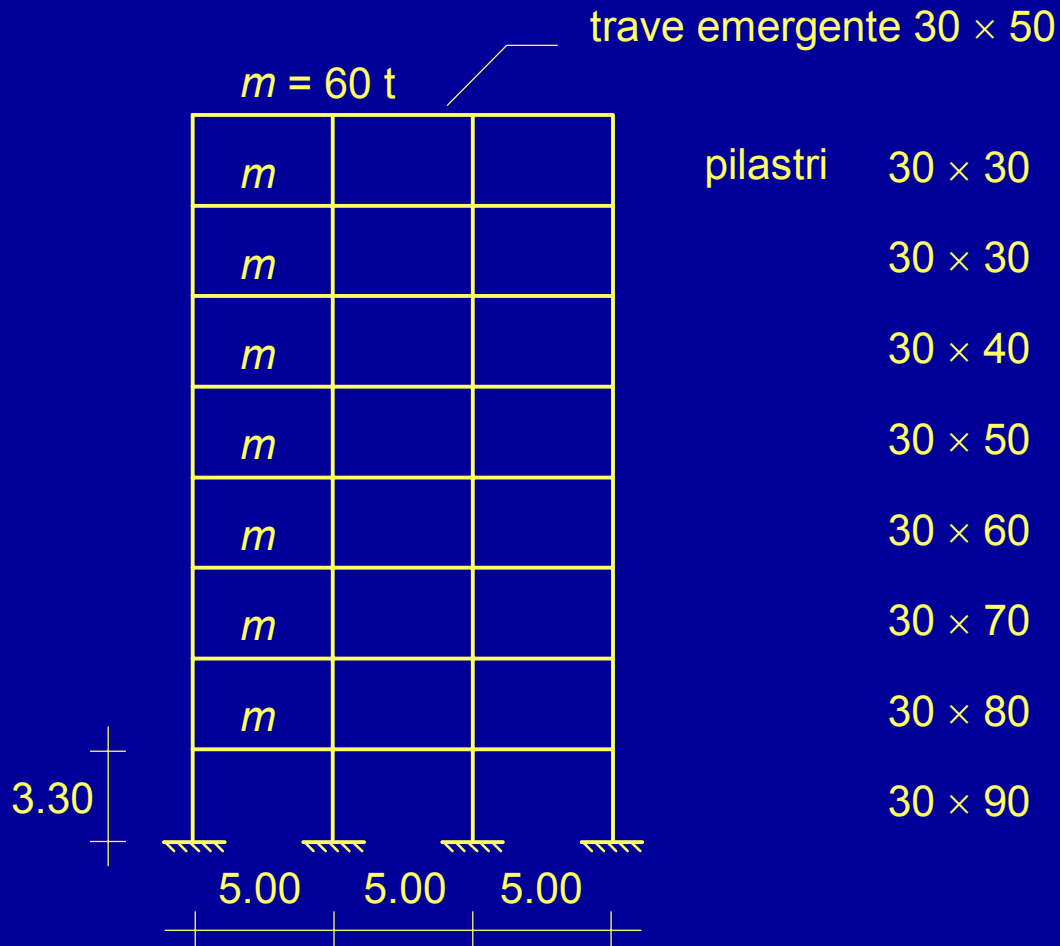 trave emergente 30 × 50
m = 60 t
m
pilastri 30 × 30
m
30 × 30
m
30 × 40
m
30 × 50
m
30 × 60
m
30 × 70
m
30 × 80
3.30
30 × 90
5.00 5.00 5.00